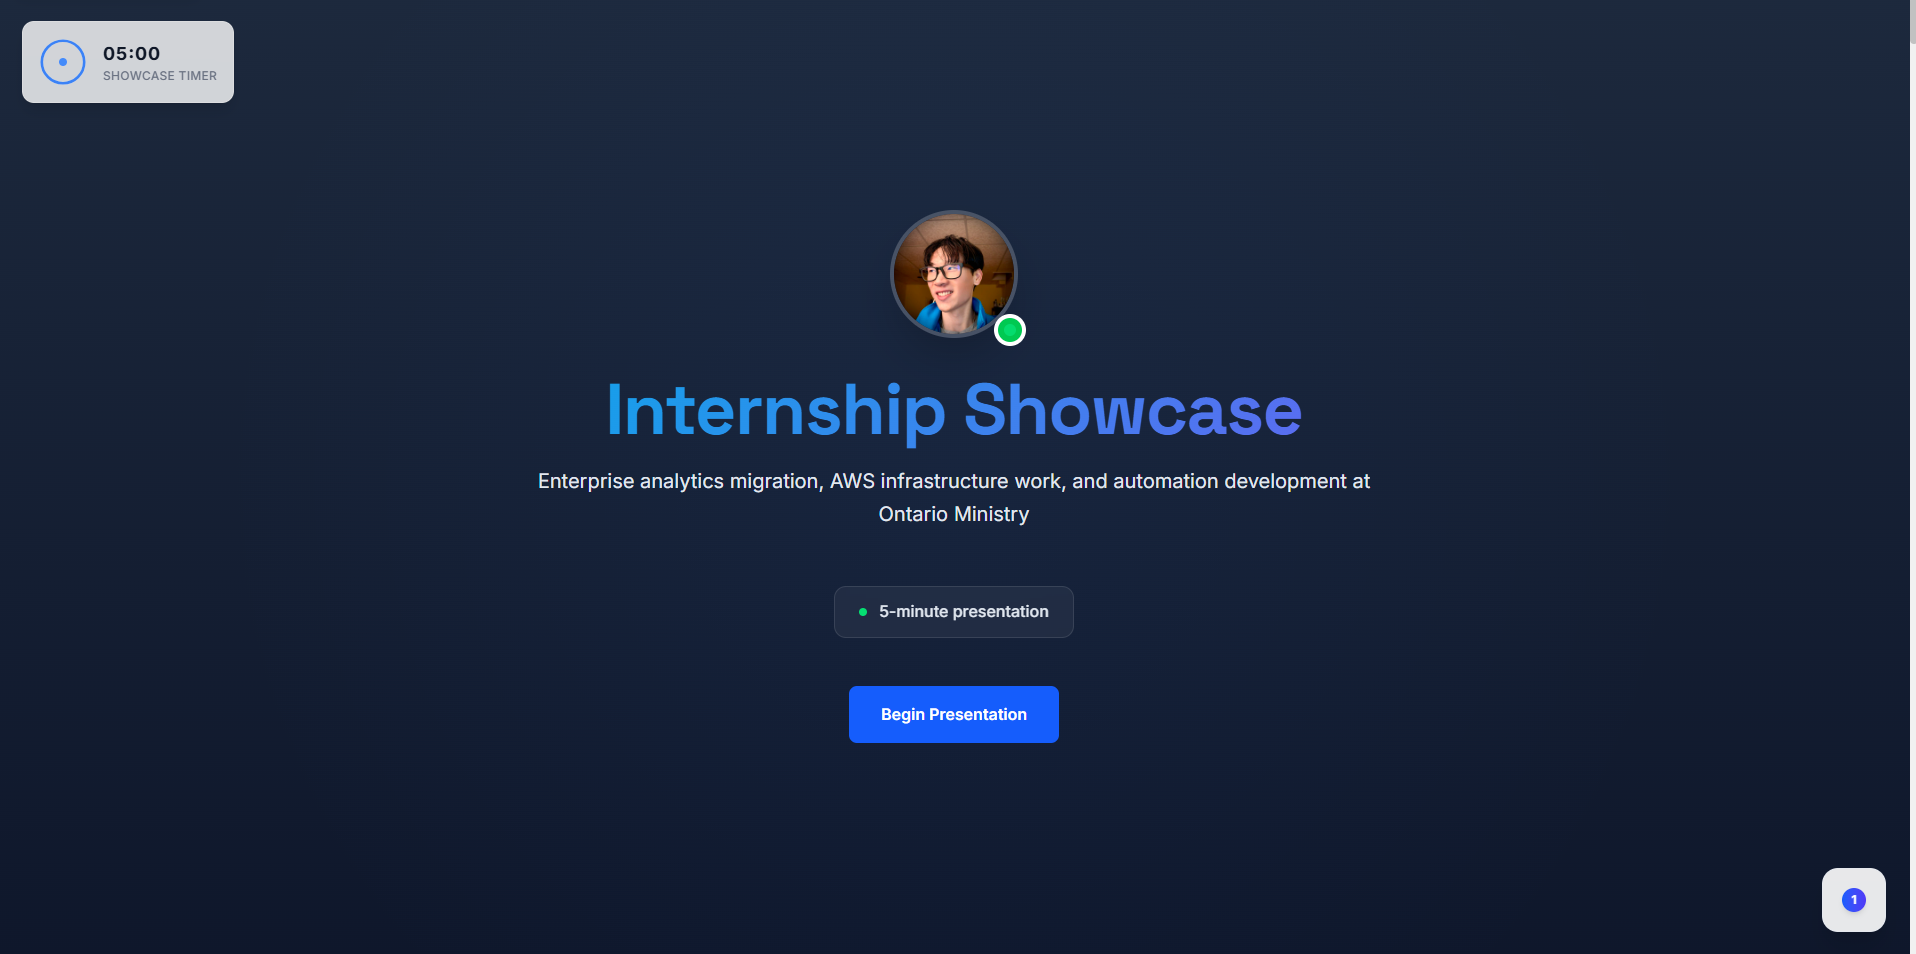 05:00
SHOWCASE TIMER
Internship Showcase
Enterprise analytics migration, AWS infrastructure work, and automation development at
Ontario Ministry
5-minute presentation
Begin Presentation
1